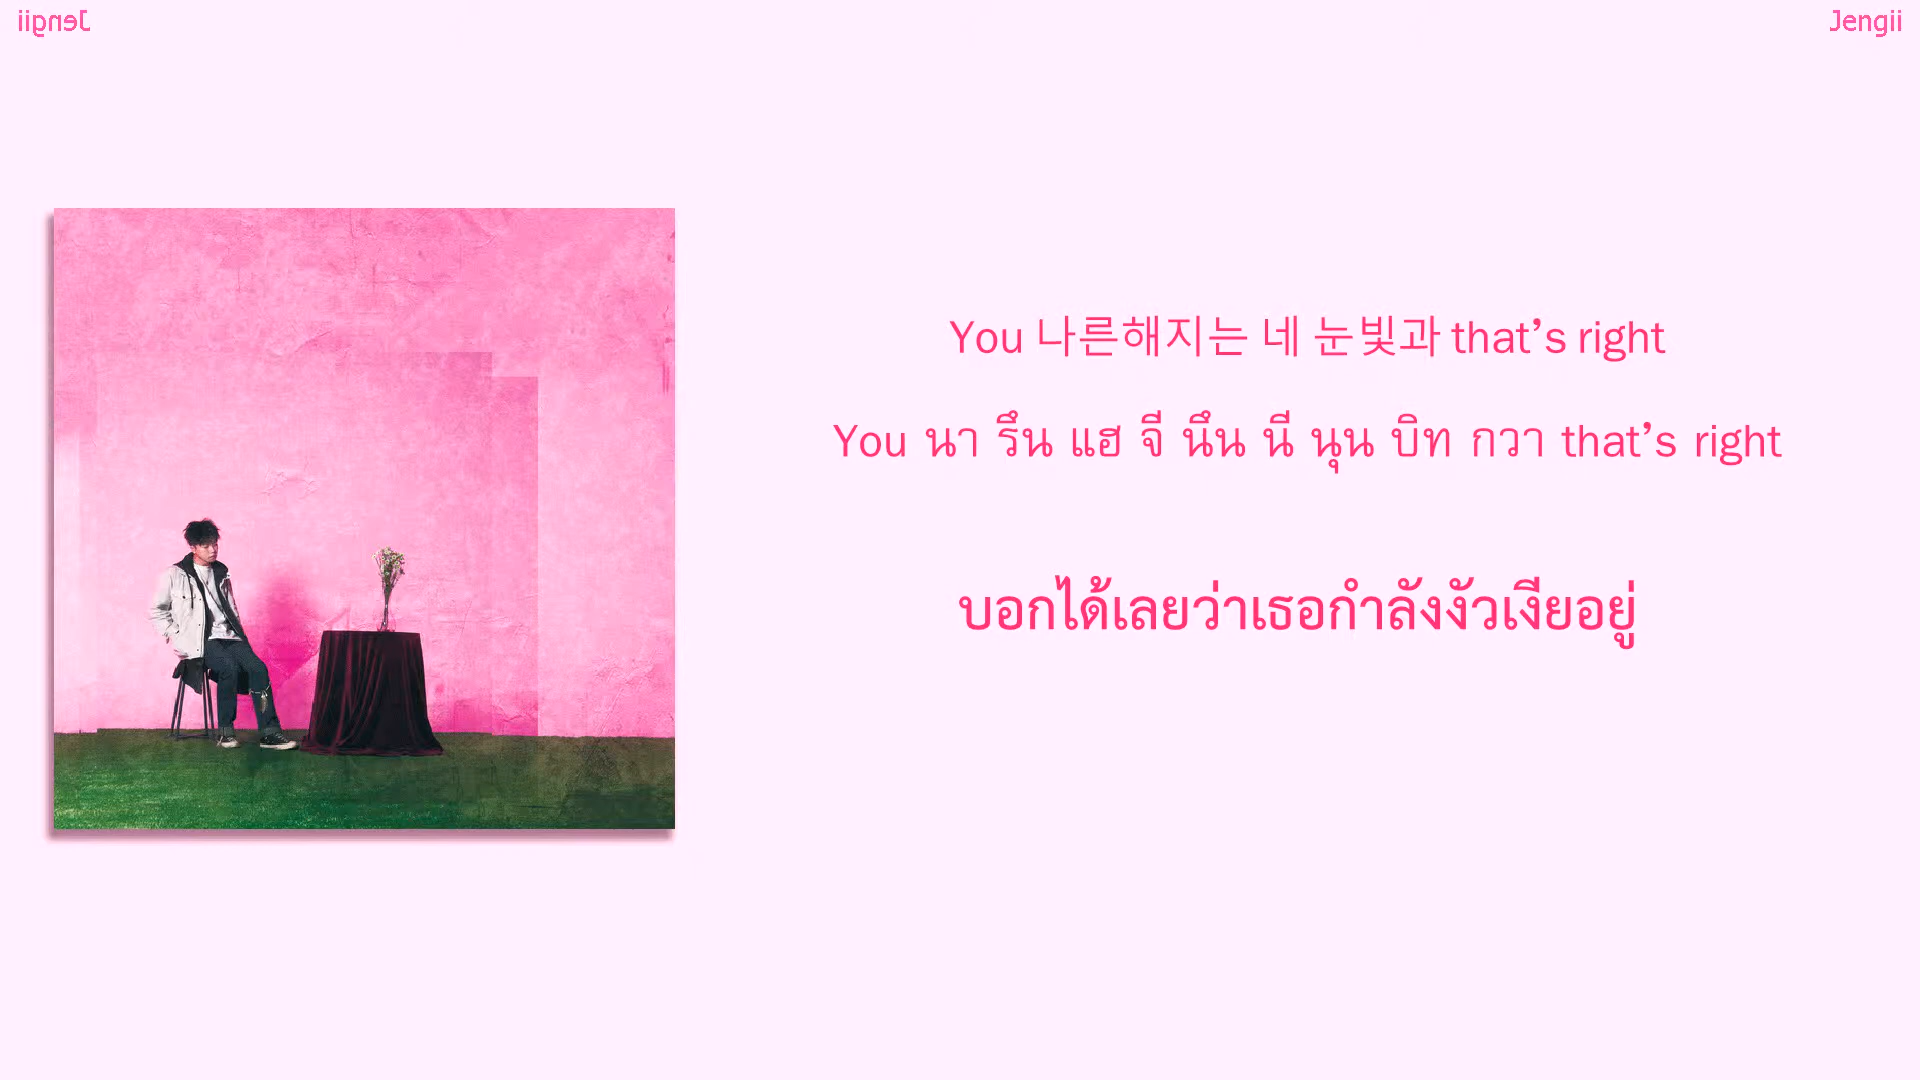 Jengii
Jengii
You 나른해지는 네 눈빛과 that’s right
You นา รึน แฮ จี นึน นี นุน บิท กวา that’s right
บอกได้เลยว่าเธอกำลังงัวเงียอยู่